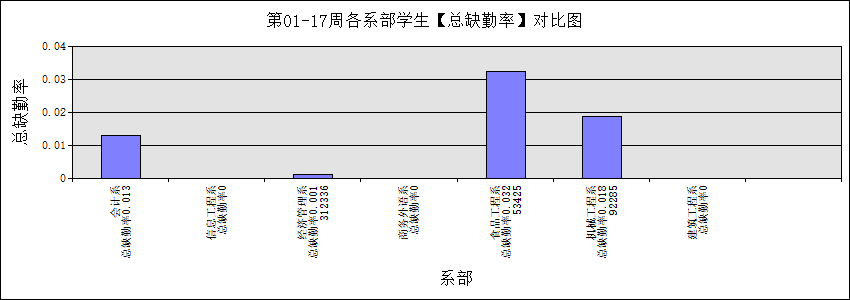 第01-17周各系部学生【总缺勤率】对比图
总缺勤率
0.04
0.03
0.02
0.01
0
会计系
总缺勤率0.013
信息工程系
总缺勤率0
经济管理系
总缺勤率0.001
312336
商务外语系
总缺勤率0
食品工程系
总缺勤率0.032
53425
机械工程系
总缺勤率0.018
92285
建筑工程系
总缺勤率0
系部